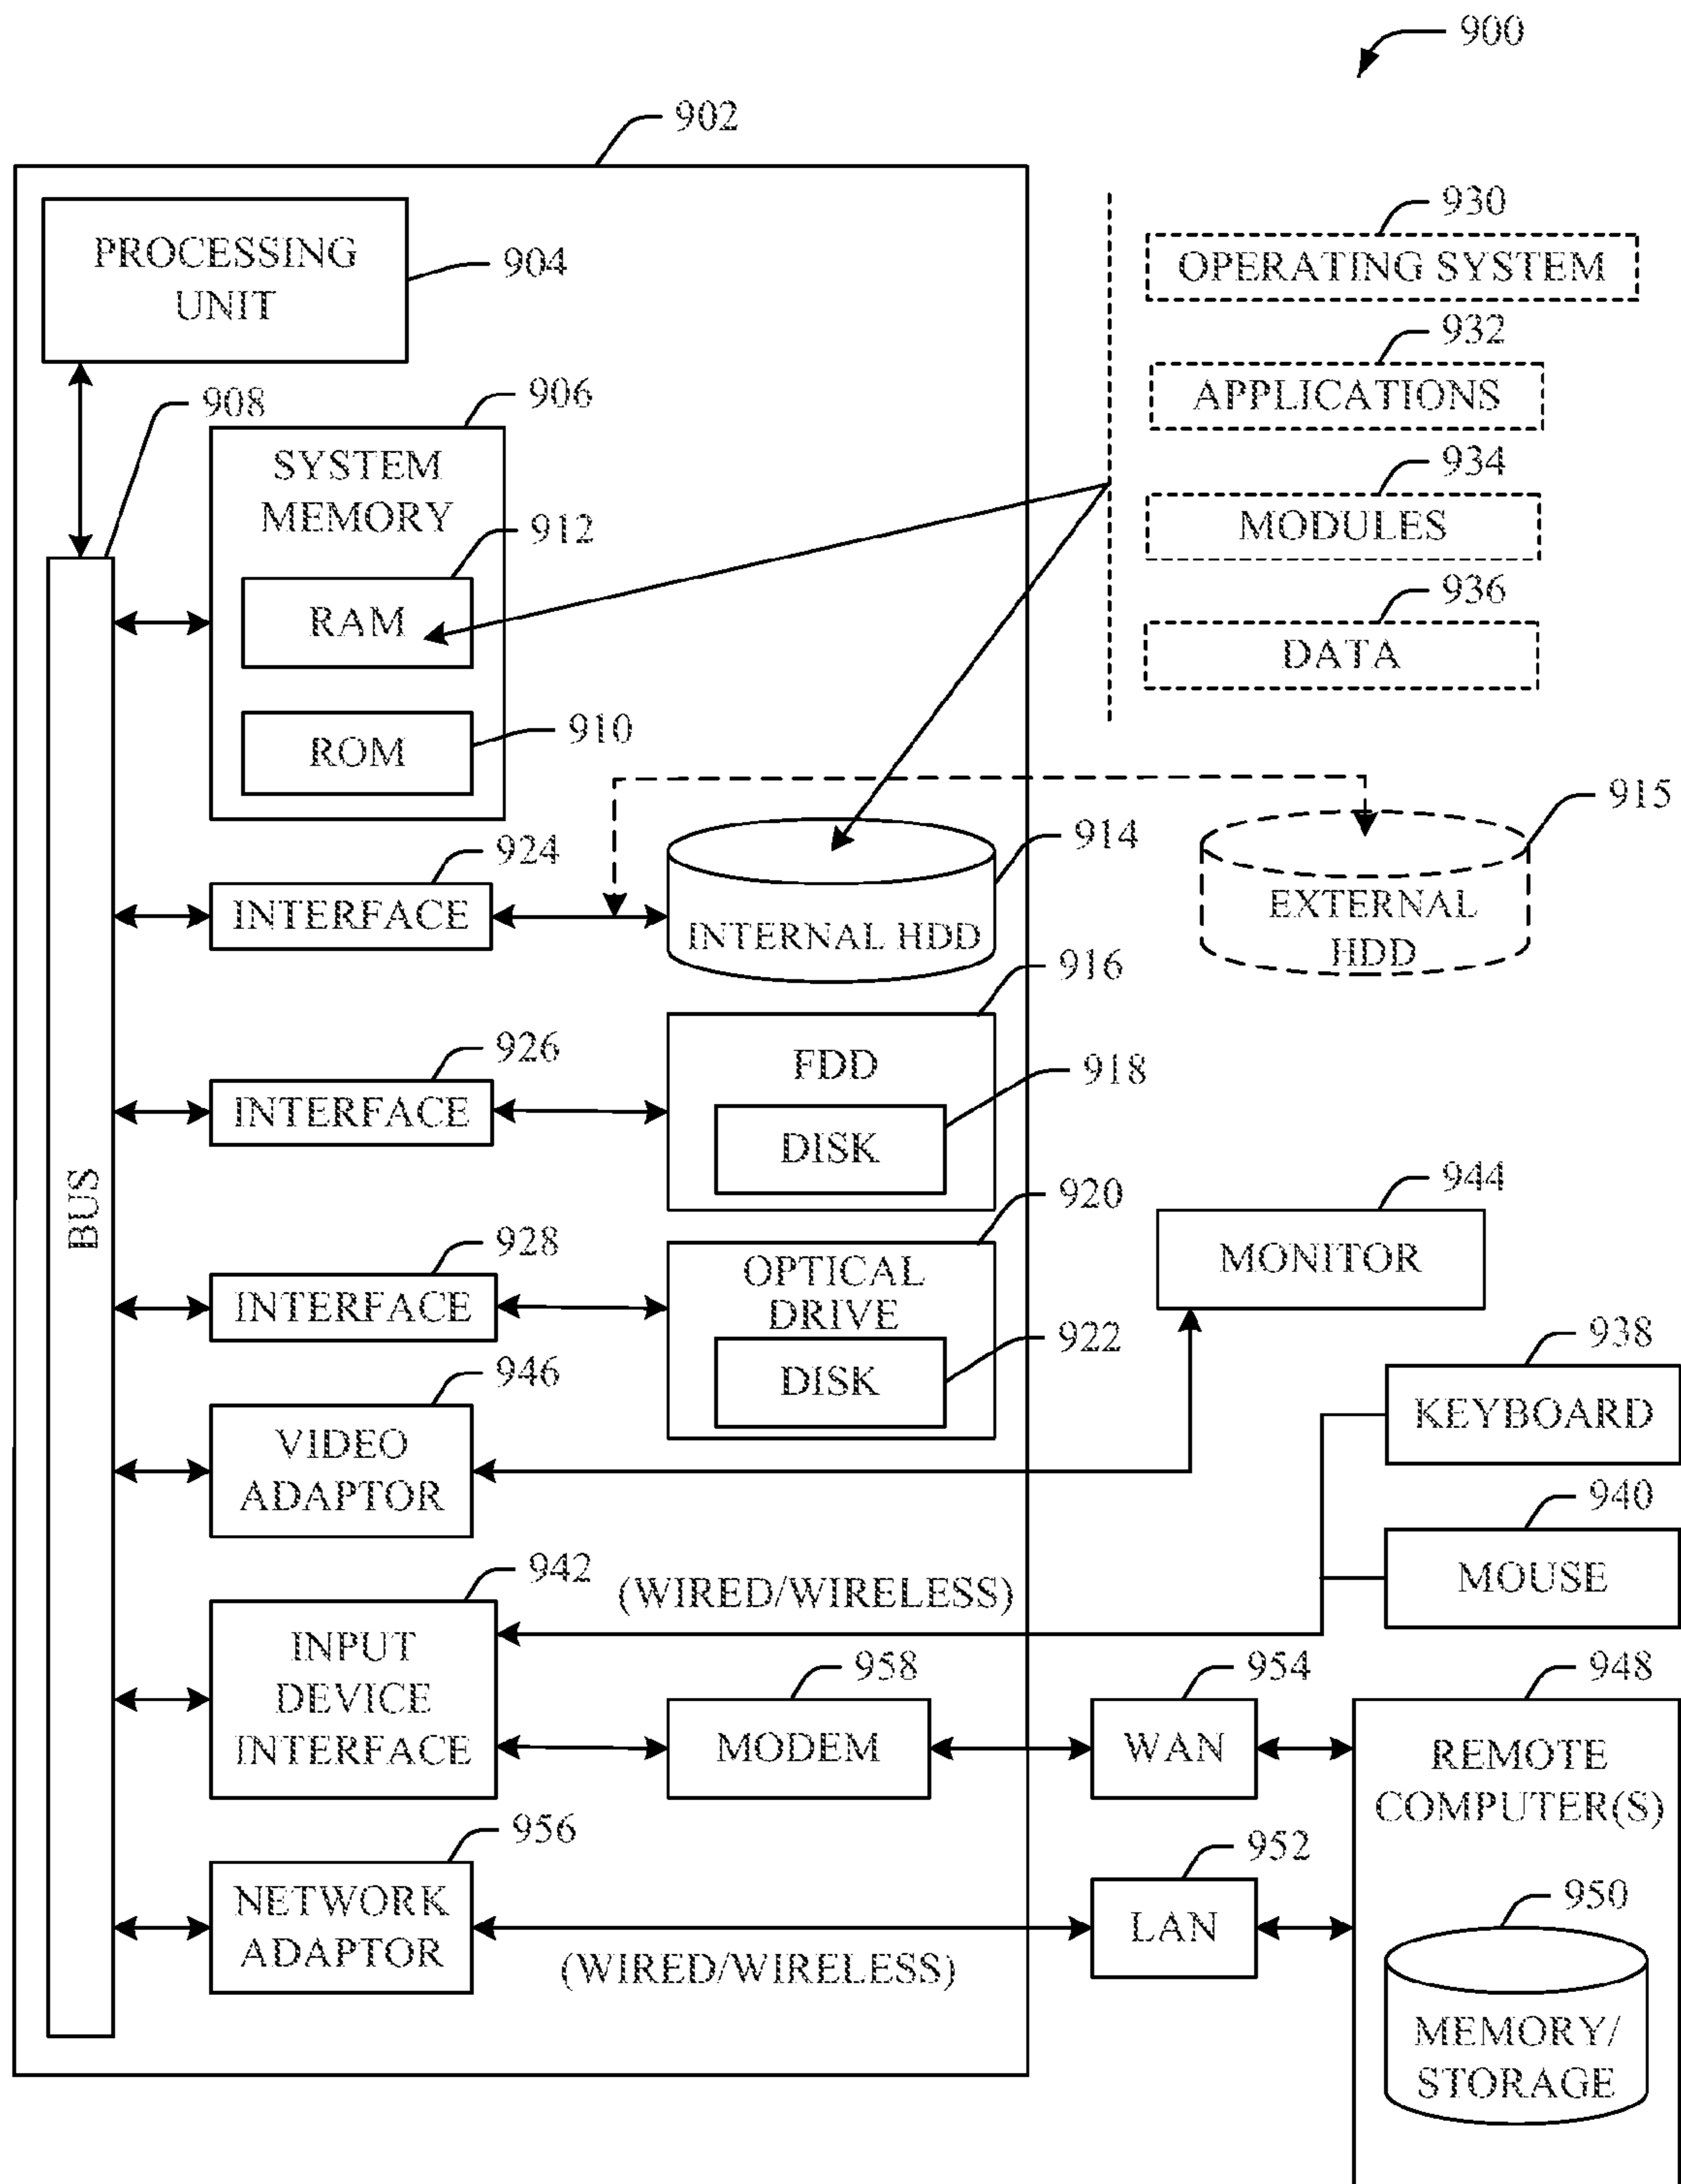 900
902
PROCESSING
UNIT
904
930
OPERATING SYSTEM
932
APPLICATIONS
934
MODULES
936
DATA
908
906
SYSTEM
MEMORY
912
RAM
910
ROM
915
EXTERNAL
HDD
924
INTERFACE
914
INTERNAL HDD
916
926
INTERFACE
FDD
918
DISK
BUS
920
928
INTERFACE
OPTICAL
DRIVE
922
DISK
944
MONITOR
938
KEYBOARD
946
VIDEO
ADAPTOR
940
MOUSE
942
(WIRED/WIRELESS)
INPUT
DEVICE
INTERFACE
958
MODEM
954
WAN
948
REMOTE
COMPUTER(S)
956
NETWORK
ADAPTOR
(WIRED/WIRELESS)
952
LAN
950
MEMORY/
STORAGE